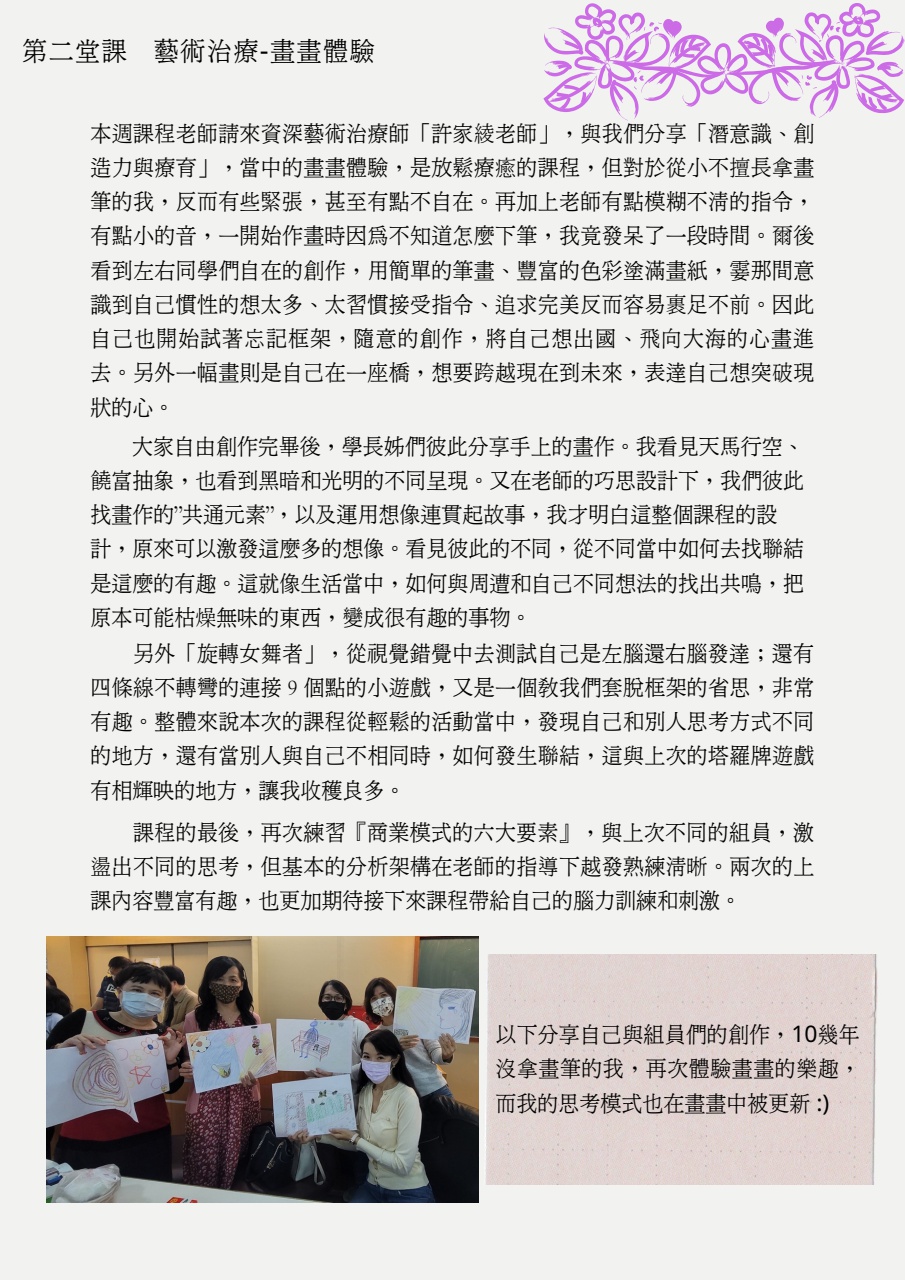 第二堂課　藝術治療-畫畫體驗
本週課程老師請來資深藝術治療師「許家綾老師」，與我們分享「潛意識、創
造力與療育」，當中的畫畫體驗，是放鬆療癒的課程，但對於從小不擅長拿畫
筆的我，反而有些緊張，甚至有點不自在。再加上老師有點模糊不清的指令，
有點小的音，一開始作畫時因為不知道怎麼下筆，我竟發呆了一段時間。爾後
看到左右同學們自在的創作，用簡單的筆畫、豐富的色彩塗滿畫紙，霎那間意
識到自己慣性的想太多、太習慣接受指令、追求完美反而容易裹足不前。因此
自己也開始試著忘記框架，隨意的創作，將自己想出國、飛向大海的心畫進
去。另外一幅畫則是自己在一座橋，想要跨越現在到未來，表達自己想突破現
狀的心。
大家自由創作完畢後，學長姊們彼此分享手上的畫作。我看見天馬行空、
饒富抽象，也看到黑暗和光明的不同呈現。又在老師的巧思設計下，我們彼此
找畫作的”共通元素”，以及運用想像連貫起故事，我才明白這整個課程的設
計，原來可以激發這麼多的想像。看見彼此的不同，從不同當中如何去找聯結
是這麼的有趣。這就像生活當中，如何與周遭和自己不同想法的找出共鳴，把
原本可能枯燥無味的東西，變成很有趣的事物。
另外「旋轉女舞者」，從視覺錯覺中去測試自己是左腦還右腦發達；還有
四條線不轉彎的連接 9 個點的小遊戲，又是一個教我們套脫框架的省思，非常
有趣。整體來說本次的課程從輕鬆的活動當中，發現自己和別人思考方式不同
的地方，還有當別人與自己不相同時，如何發生聯結，這與上次的塔羅牌遊戲
有相輝映的地方，讓我收穫良多。
課程的最後，再次練習『商業模式的六大要素』，與上次不同的組員，激
盪出不同的思考，但基本的分析架構在老師的指導下越發熟練清晰。兩次的上
課內容豐富有趣，也更加期待接下來課程帶給自己的腦力訓練和刺激。
以下分享自己與組員們的創作，10幾年
沒拿畫筆的我，再次體驗畫畫的樂趣，
而我的思考模式也在畫畫中被更新 :)